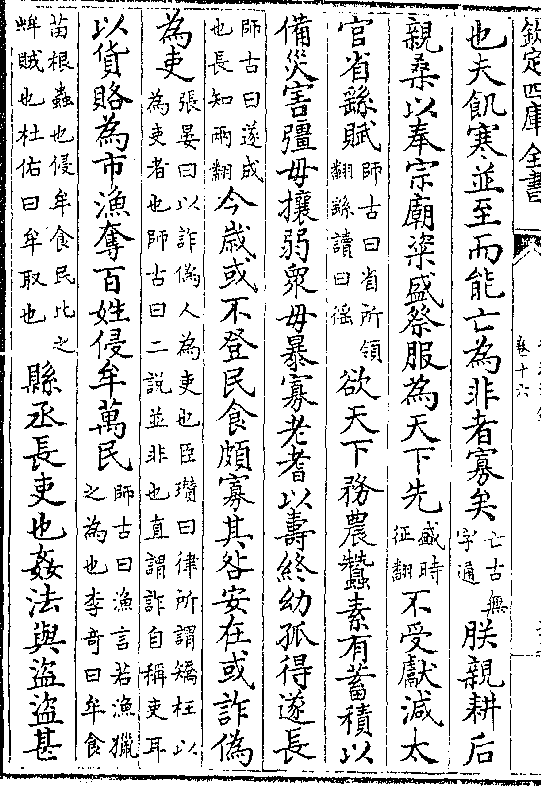 欽定四庫全書
卷十六
也夫飢寒並至而能亡為非者寡矣亡古無字通朕親耕后
親桑以奉宗廟粢盛祭服為天下先盛時征翻不受獻減太
官省繇賦師古曰省所領翻繇讀曰徭欲天下務農蠶素有蓄積以
備災害彊毋攘弱衆毋暴寡老耆以壽終幼孤得遂長
師古曰遂成也長知兩翻今歲或不登民食頗寡其咎安在或詐偽
為吏張晏曰以詐偽人為吏也臣瓚曰律所謂矯枉以為吏者也師古曰二說並非也直謂詐自稱吏耳
以貨賂為市漁奪百姓侵牟萬民師古曰漁言若漁獵之為也李奇曰牟食
苗根蟲也侵牟食民比之蛑賊也杜佑曰牟取也縣丞長吏也姦法與盜盜甚